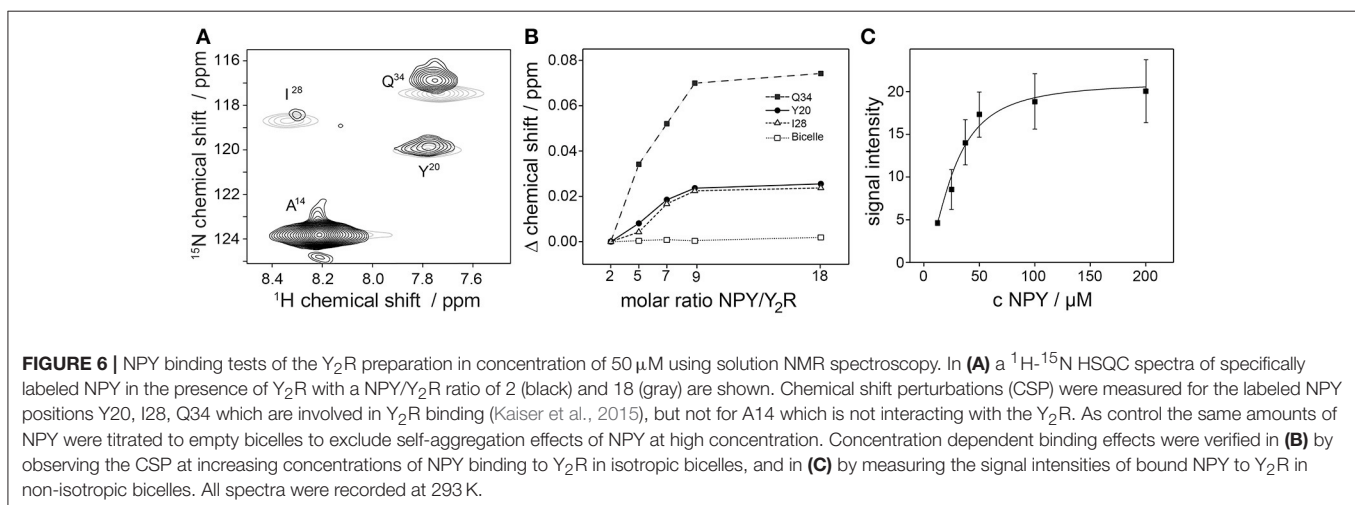 A
B
C
116
118
120
122
124
¹⁵N chemical shift / ppm
8.4 8.2 8.0 7.8 7.6
¹H chemical shift / ppm
I²⁸
Q³⁴
Y²⁰
A¹⁴
0.08
0.06
0.04
0.02
0.00
Δ chemical shift / ppm
Q34
Y20
I28
Bicelle
2 5 7 9 18
molar ratio NPY/Y₂R
20
15
10
5
0
signal intensity
0 50 100 150 200
c NPY / µM
FIGURE 6 | NPY binding tests of the Y₂R preparation in concentration of 50 µM using solution NMR spectroscopy. In (A) a ¹H-¹⁵N HSQC spectra of specifically
labeled NPY in the presence of Y₂R with a NPY/Y₂R ratio of 2 (black) and 18 (gray) are shown. Chemical shift perturbations (CSP) were measured for the labeled NPY
positions Y20, I28, Q34 which are involved in Y₂R binding (Kaiser et al., 2015), but not for A14 which is not interacting with the Y₂R. As control the same amounts of
NPY were titrated to empty bicelles to exclude self-aggregation effects of NPY at high concentration. Concentration dependent binding effects were verified in (B) by
observing the CSP at increasing concentrations of NPY binding to Y₂R in isotropic bicelles, and in (C) by measuring the signal intensities of bound NPY to Y₂R in
non-isotropic bicelles. All spectra were recorded at 293 K.